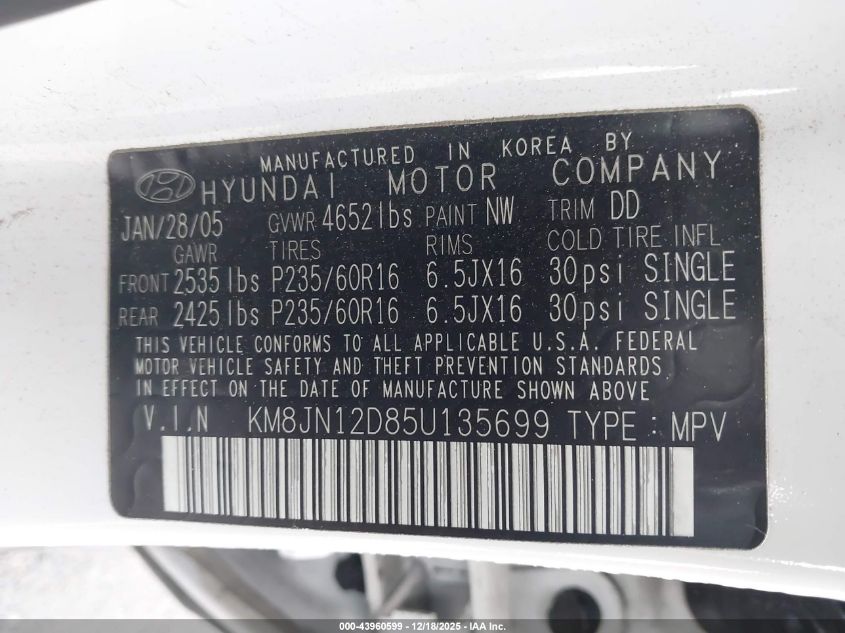 MANUFACTURED IN KOREA BY
HYUNDAI MOTOR COMPANY
JAN/28/05 GVWR 4652lbs PAINT NW TRIM DD
GAWR TIRES RIMS COLD TIRE INFL
FRONT 2535lbs P235/60R16 6.5JX16 30psi SINGLE
REAR 2425lbs P235/60R16 6.5JX16 30psi SINGLE
THIS VEHICLE CONFORMS TO ALL APPLICABLE U.S.A. FEDERAL
MOTOR VEHICLE SAFETY AND THEFT PREVENTION STANDARDS
IN EFFECT ON THE DATE OF MANUFACTURE SHOWN ABOVE
V.I.N KM8JN12D85U135699 TYPE : MPV
000-43960599 - 12/18/2025 - IAA, Inc.